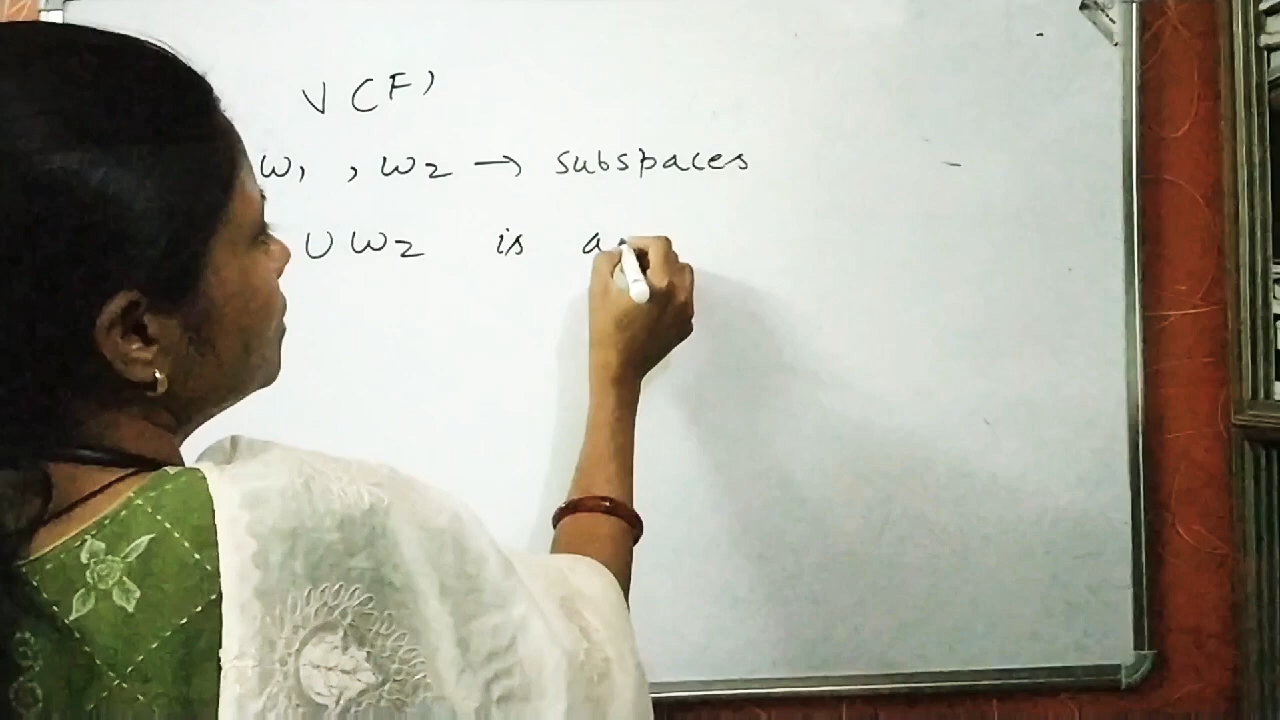 V (F)
W1, W2 → subspaces
∪ W2 is a